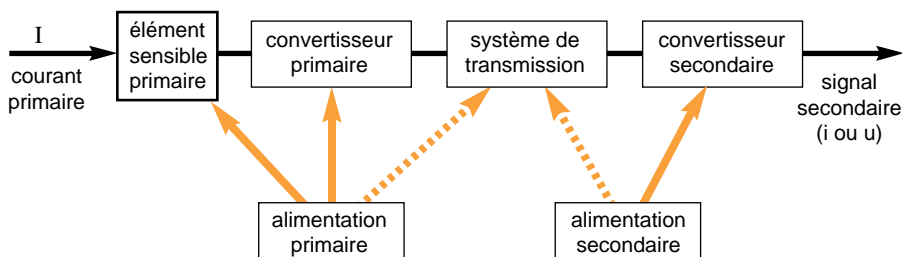 I
courant
primaire
élément
sensible
primaire
convertisseur
primaire
système de
transmission
convertisseur
secondaire
signal
secondaire
(i ou u)
alimentation
primaire
alimentation
secondaire